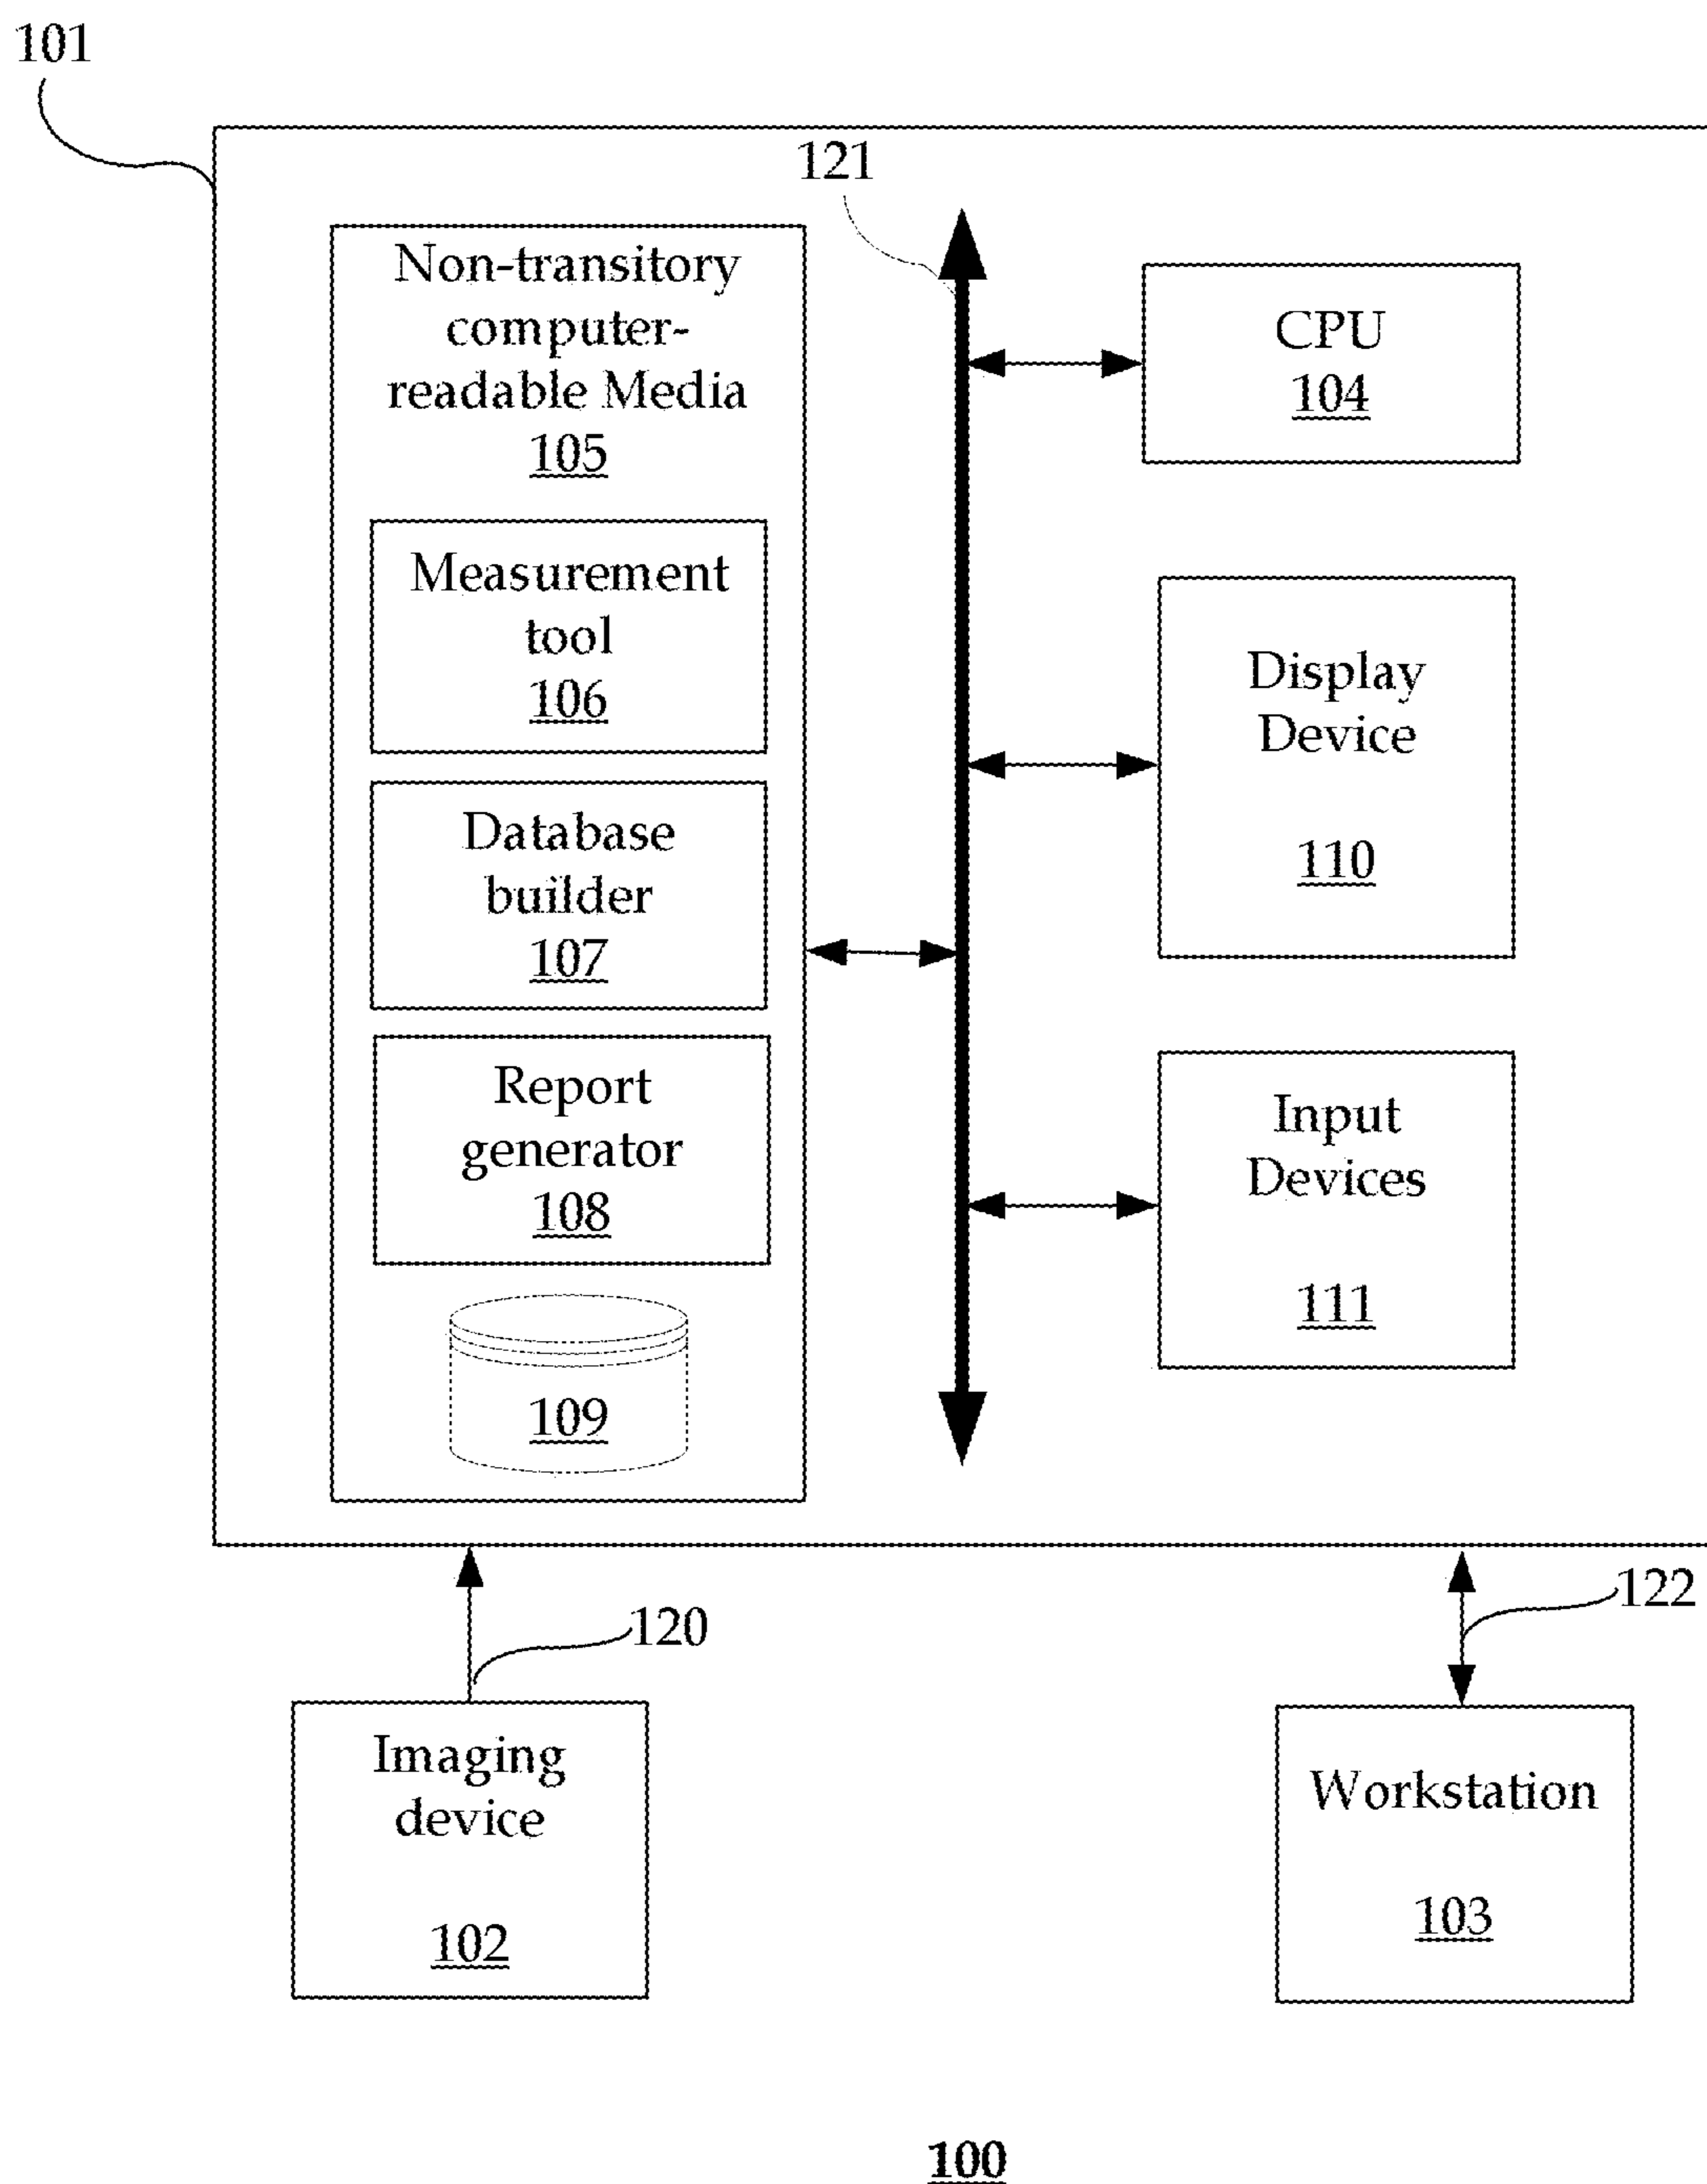 101
121
Non-transitory
computer-
readable Media
105
Measurement
tool
106
Database
builder
107
Report
generator
108
109
CPU
104
Display
Device
110
Input
Devices
111
120
122
Imaging
device
102
Workstation
103
100